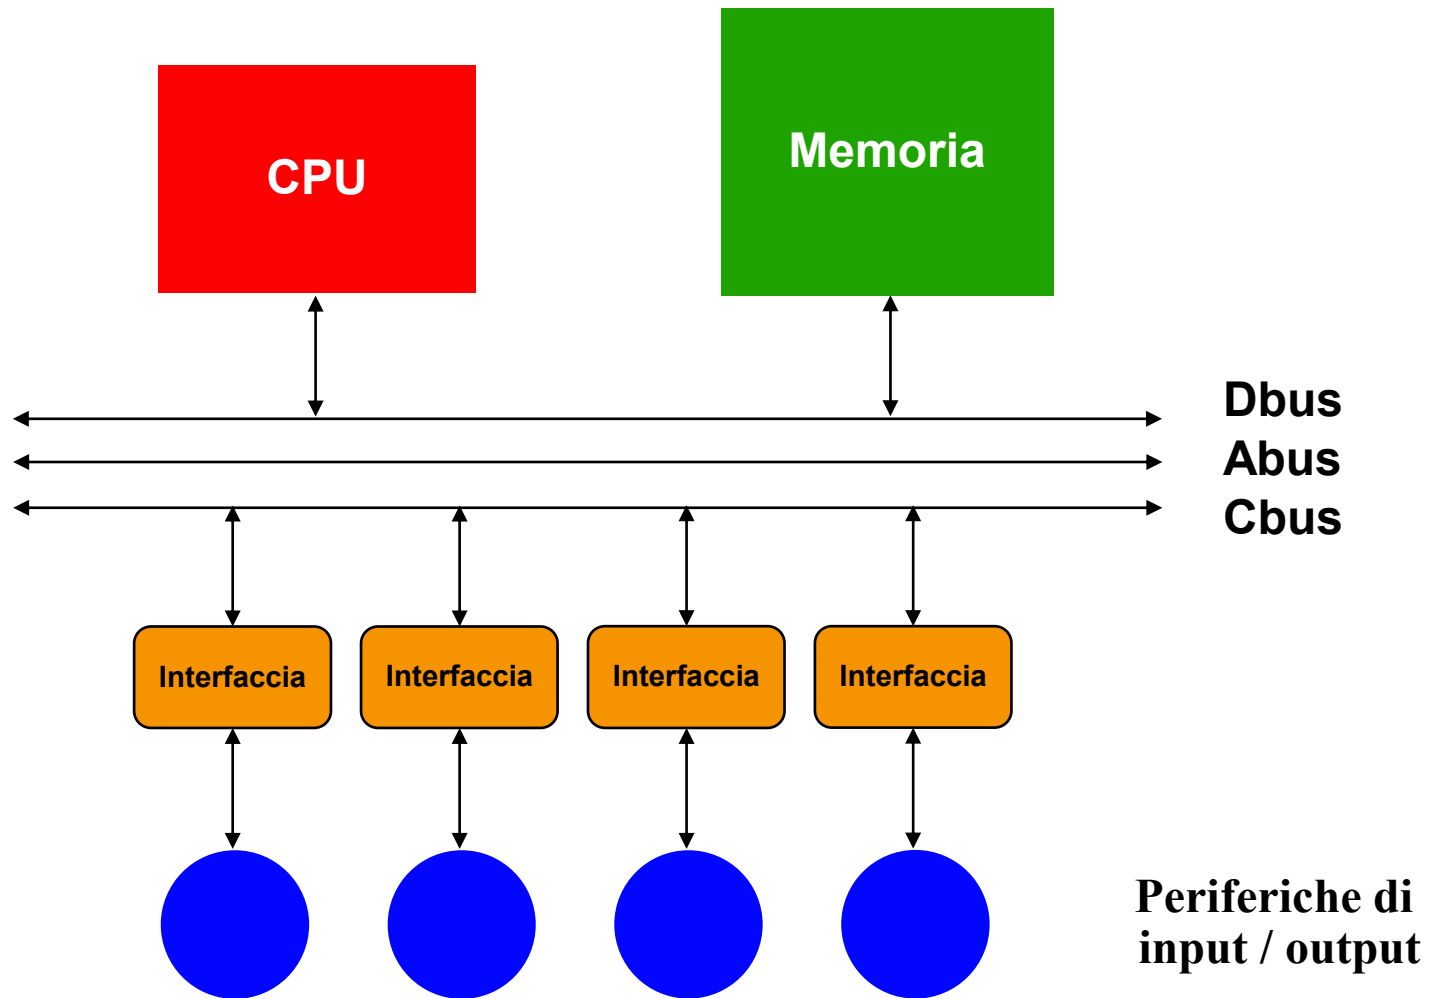 CPU
Memoria
Dbus
Abus
Cbus
Interfaccia
Interfaccia
Interfaccia
Interfaccia
Periferiche di
input / output